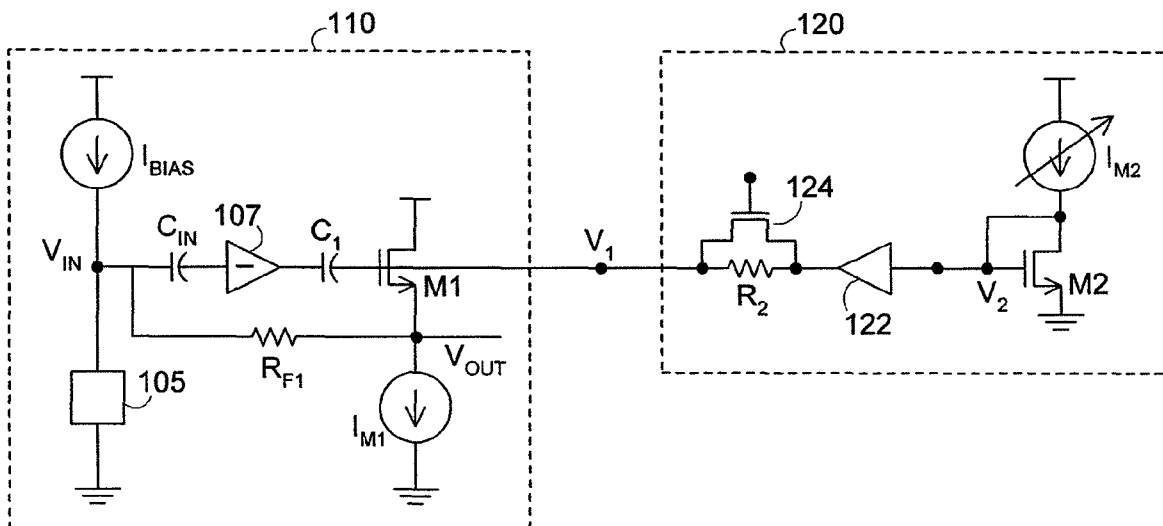 110
120
I_BIAS
I_M2
107
124
C_IN
C_1
V_IN
V_1
M1
R_2
122
V_2
M2
105
R_F1
V_OUT
I_M1